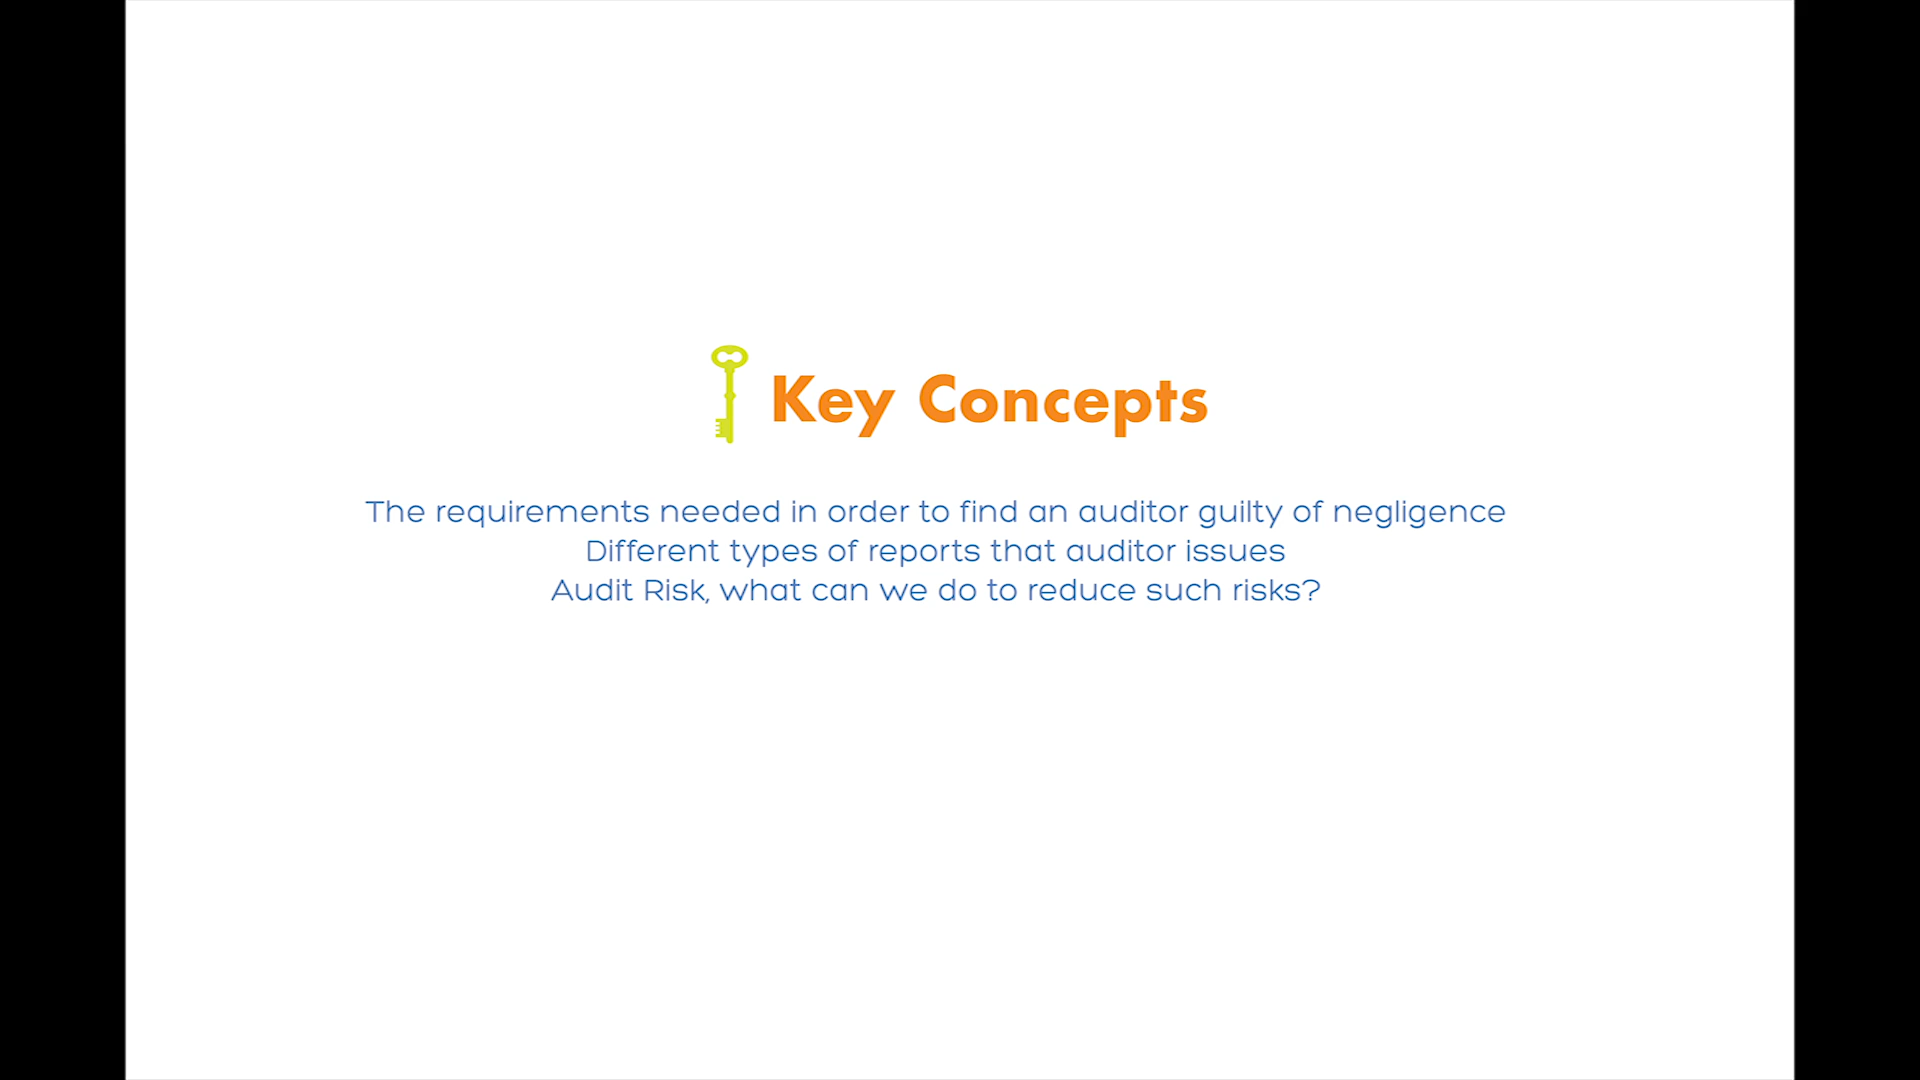 Key Concepts
The requirements needed in order to find an auditor guilty of negligence
Different types of reports that auditor issues
Audit Risk, what can we do to reduce such risks?